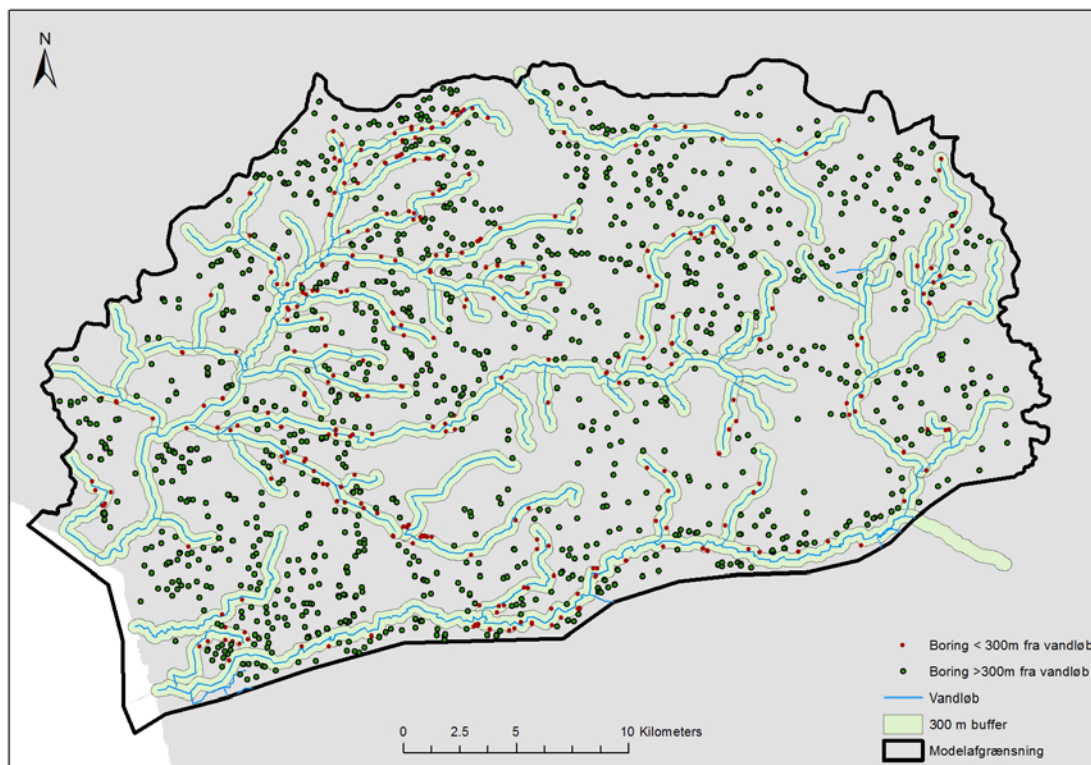 N
Boring < 300m fra vandløb
Boring >300m fra vandløb
Vandløb
300 m buffer
Modelafgrænsning
0 2.5 5 10 Kilometers